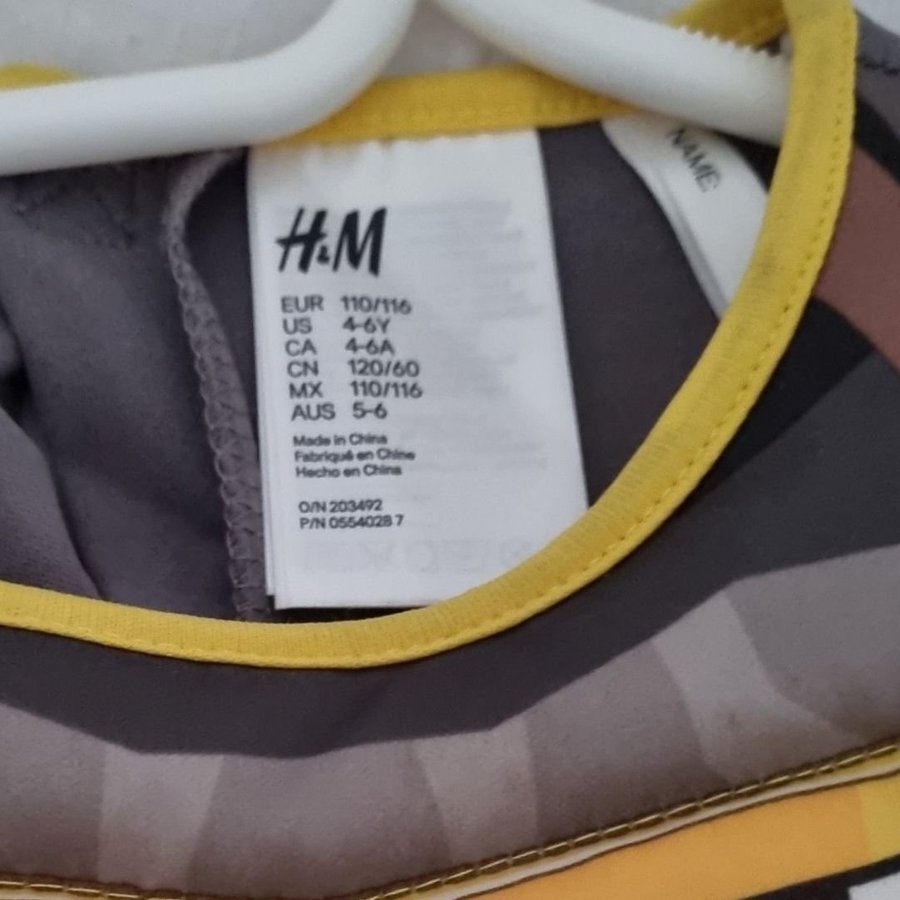 H&M
EUR 110/116
US 4-6Y
CA 4-6A
CN 120/60
MX 110/116
AUS 5-6
Made in China
Fabriqué en Chine
Hecho en China
O/N 203492
P/N 0554028 7
NAME: